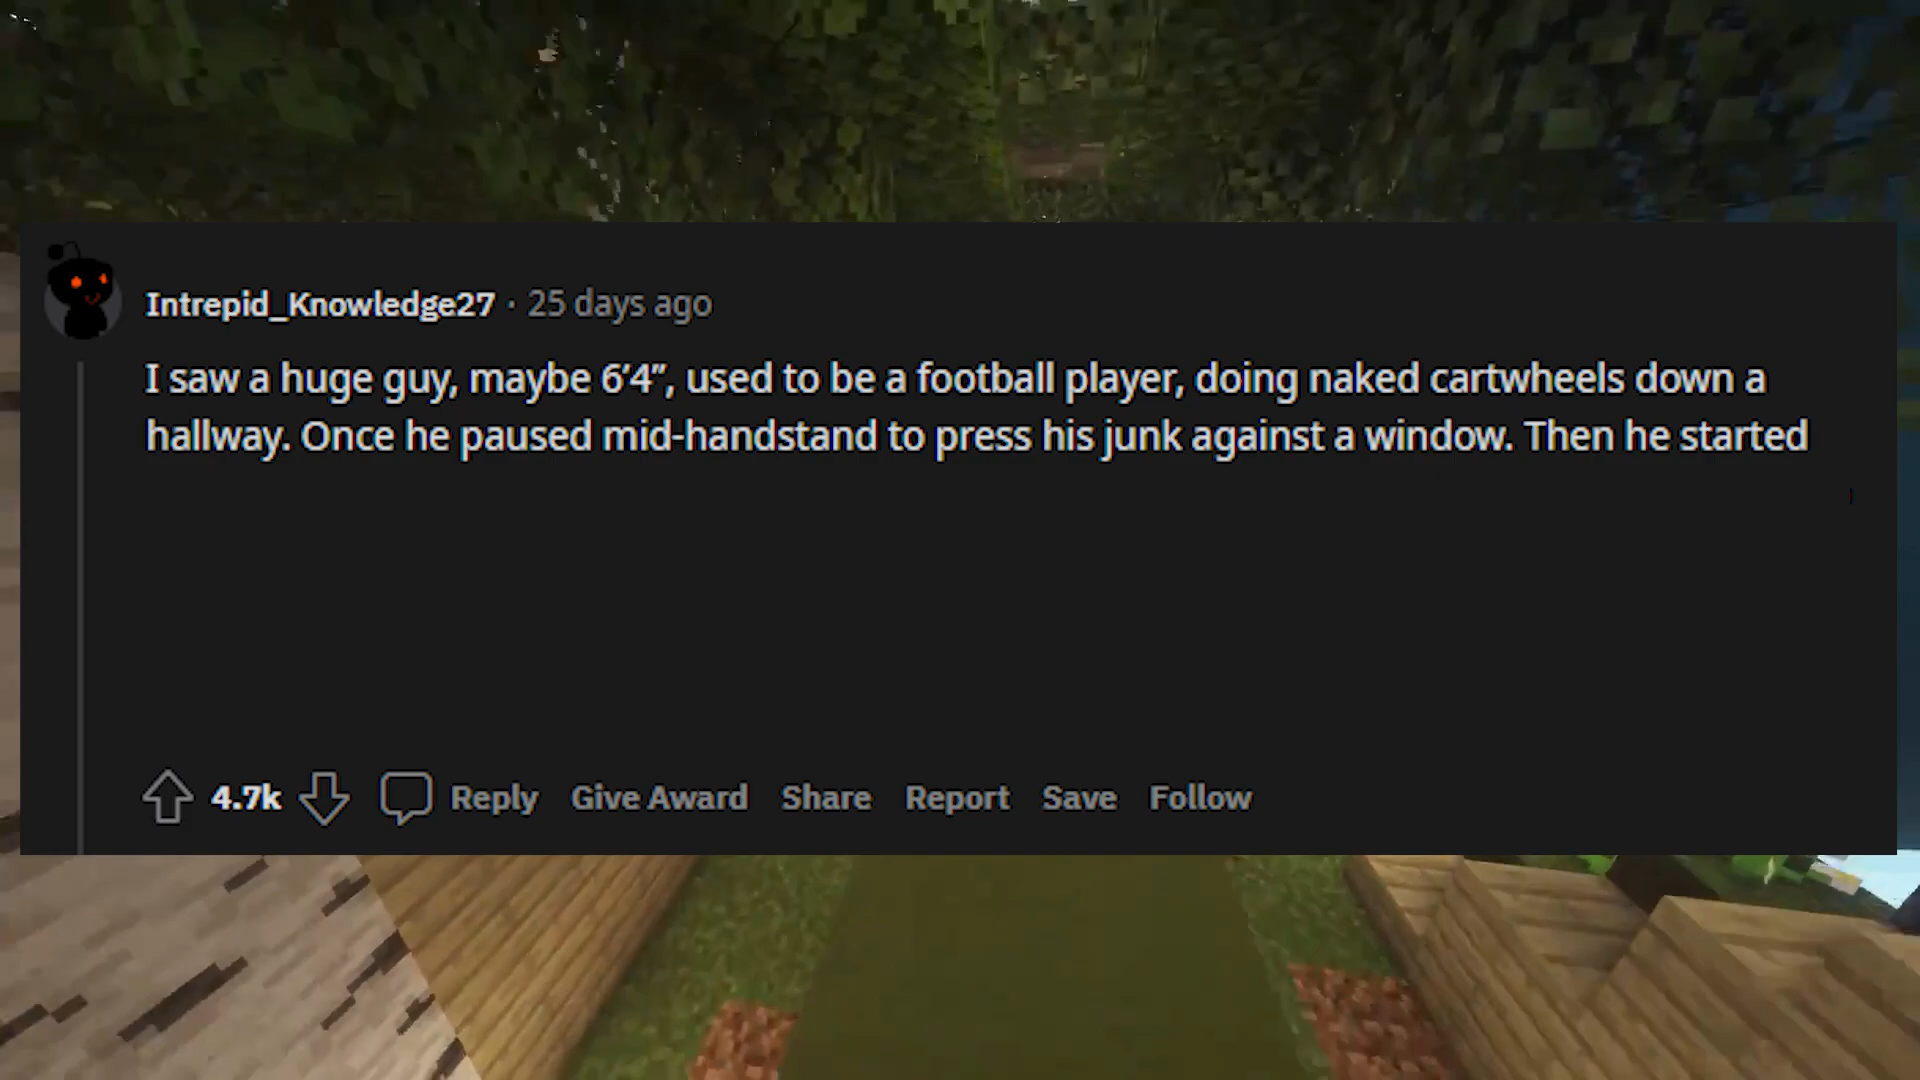 Intrepid_Knowledge27 · 25 days ago
I saw a huge guy, maybe 6’4”, used to be a football player, doing naked cartwheels down a
hallway. Once he paused mid-handstand to press his junk against a window. Then he started
4.7k Reply Give Award Share Report Save Follow